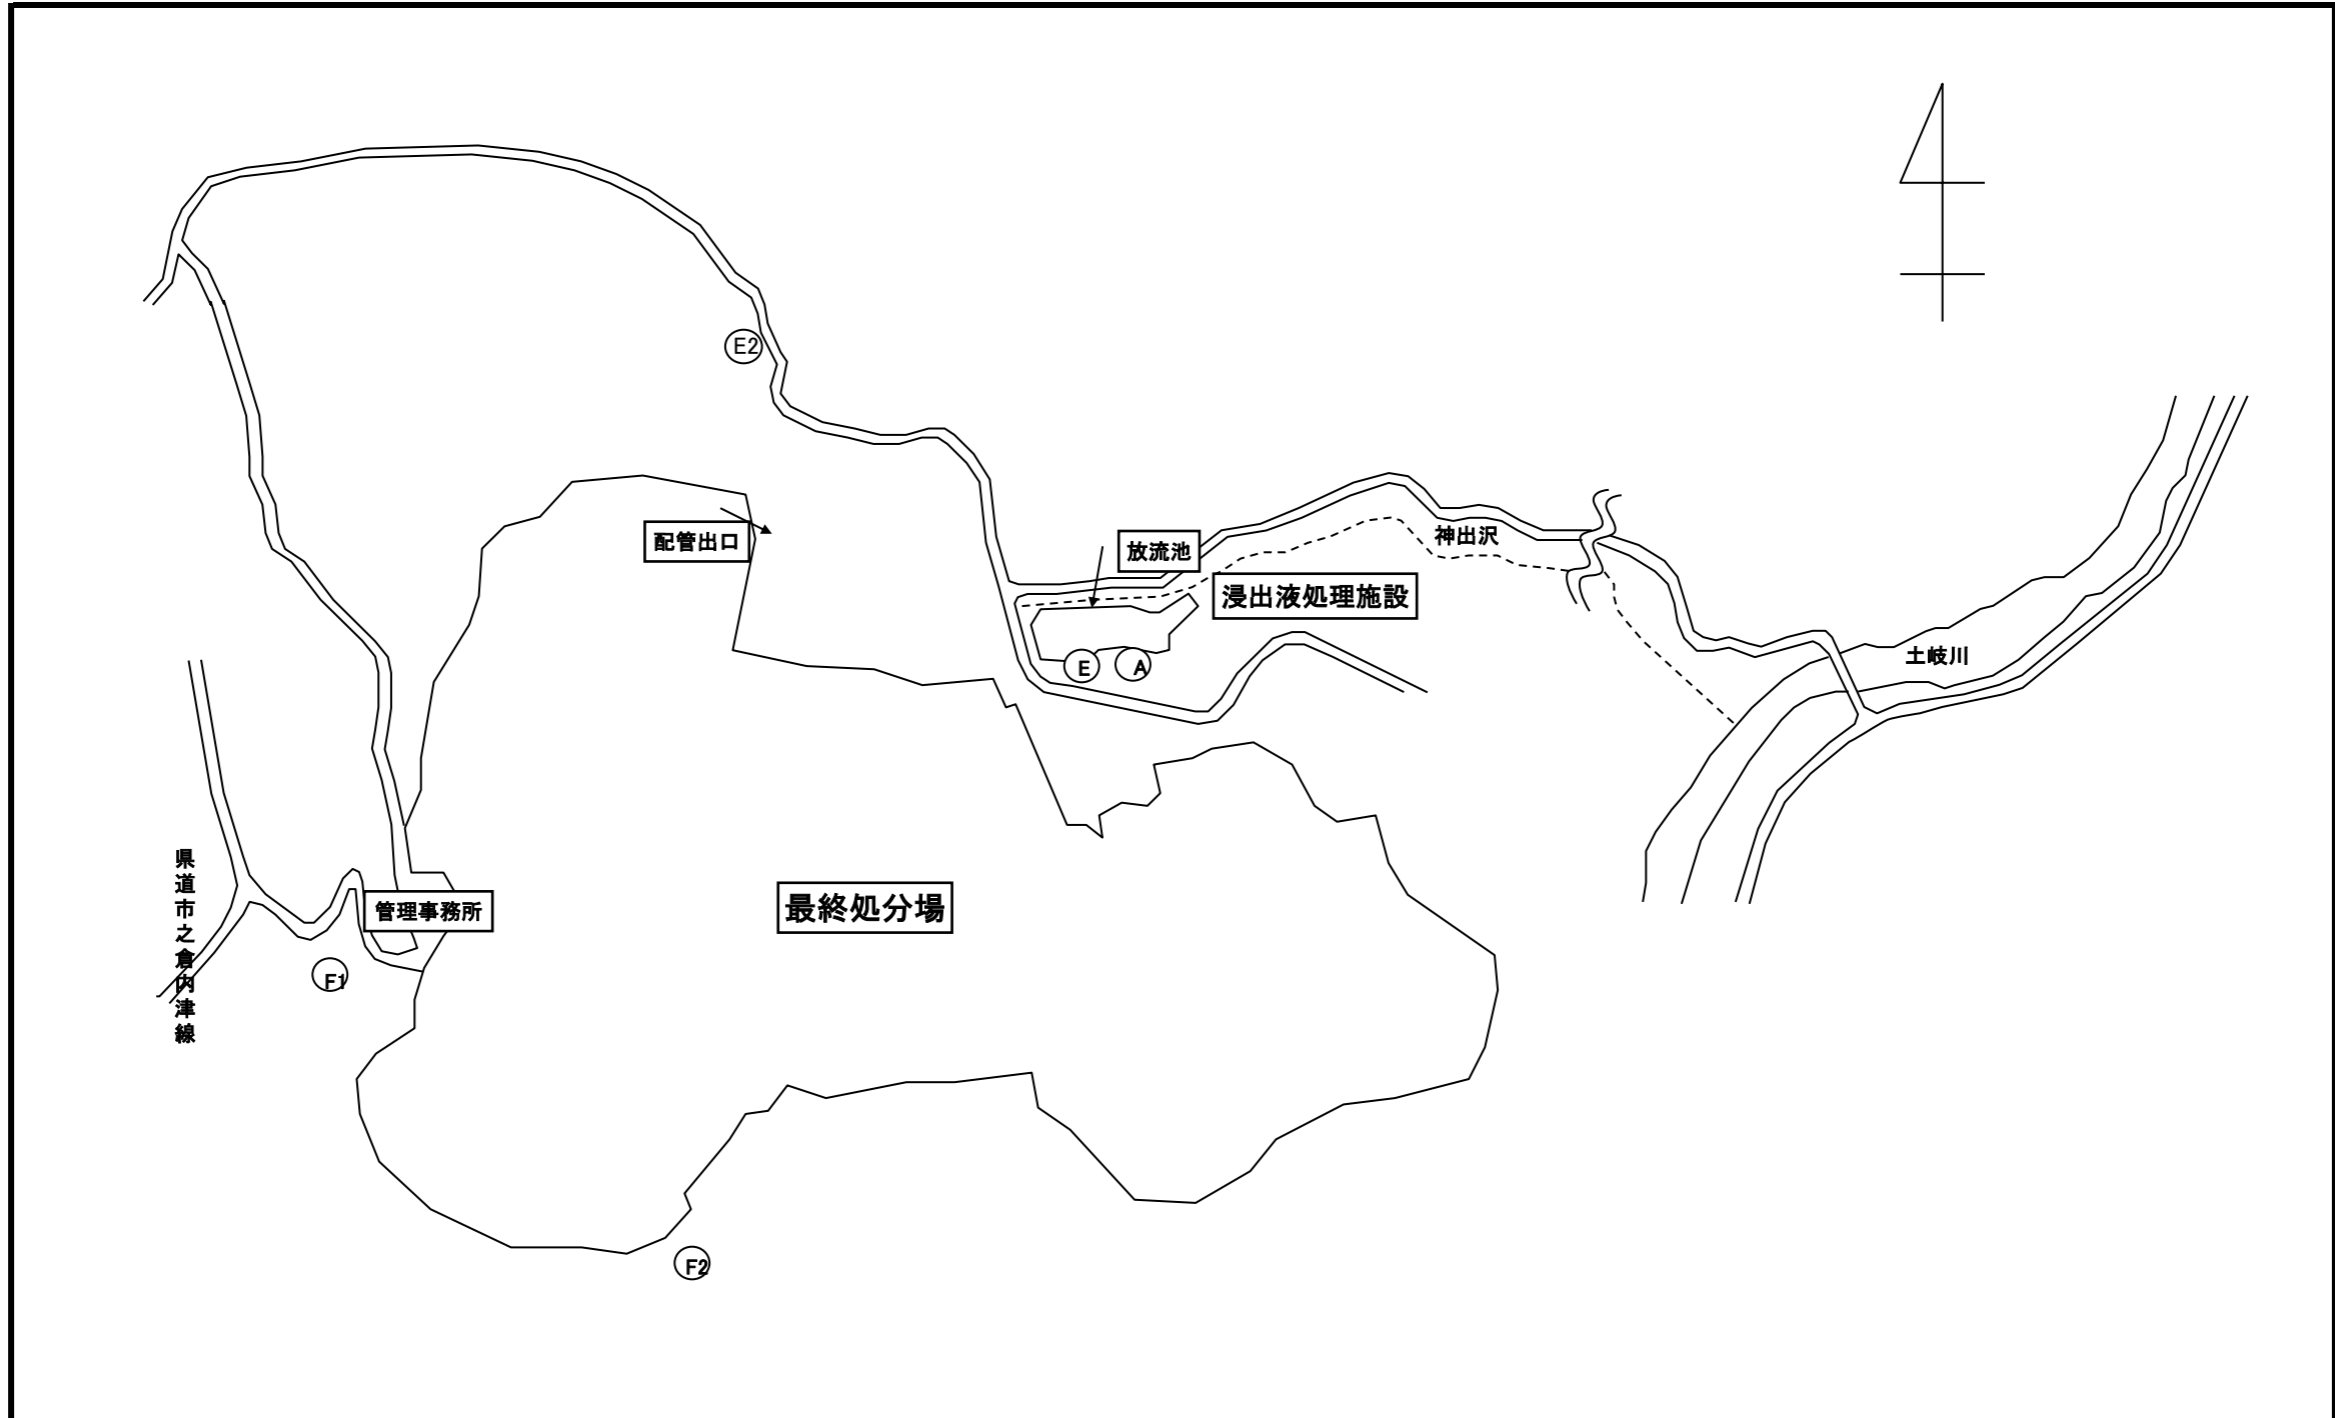 E2
配管出口
放流池
神出沢
浸出液処理施設
E
A
土岐川
県道市之倉内津線
管理事務所
最終処分場
F1
F2